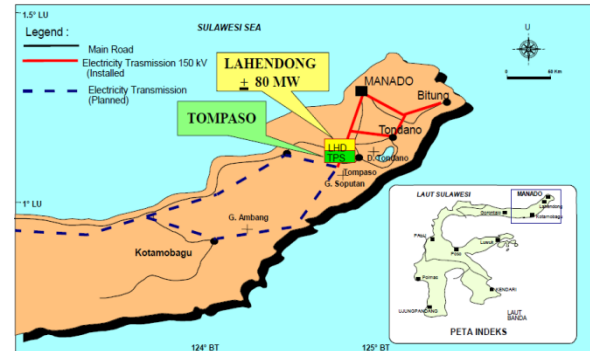 1.5° LU
SULAWESI SEA
U
Legend :
Main Road
Electricity Trasmission 150 kV
(Installed
Electricity Transmission
(Planned)
LAHENDONG
± 80 MW
MANADO
Bitung
TOMPASO
Tondano
LHD
TPS
D. Tondano
Tompaso
G. Soputan
1° LU
G. Ambang
Kotamobagu
LAUT SULAWESI
MANADO
Lahendong
Gorontalo
Kotamobagu
PALU
Poso
Luwuk
KENDARI
UJUNGPANDANG
LAUT
BANDA
PETA INDEKS
124° BT
125° BT